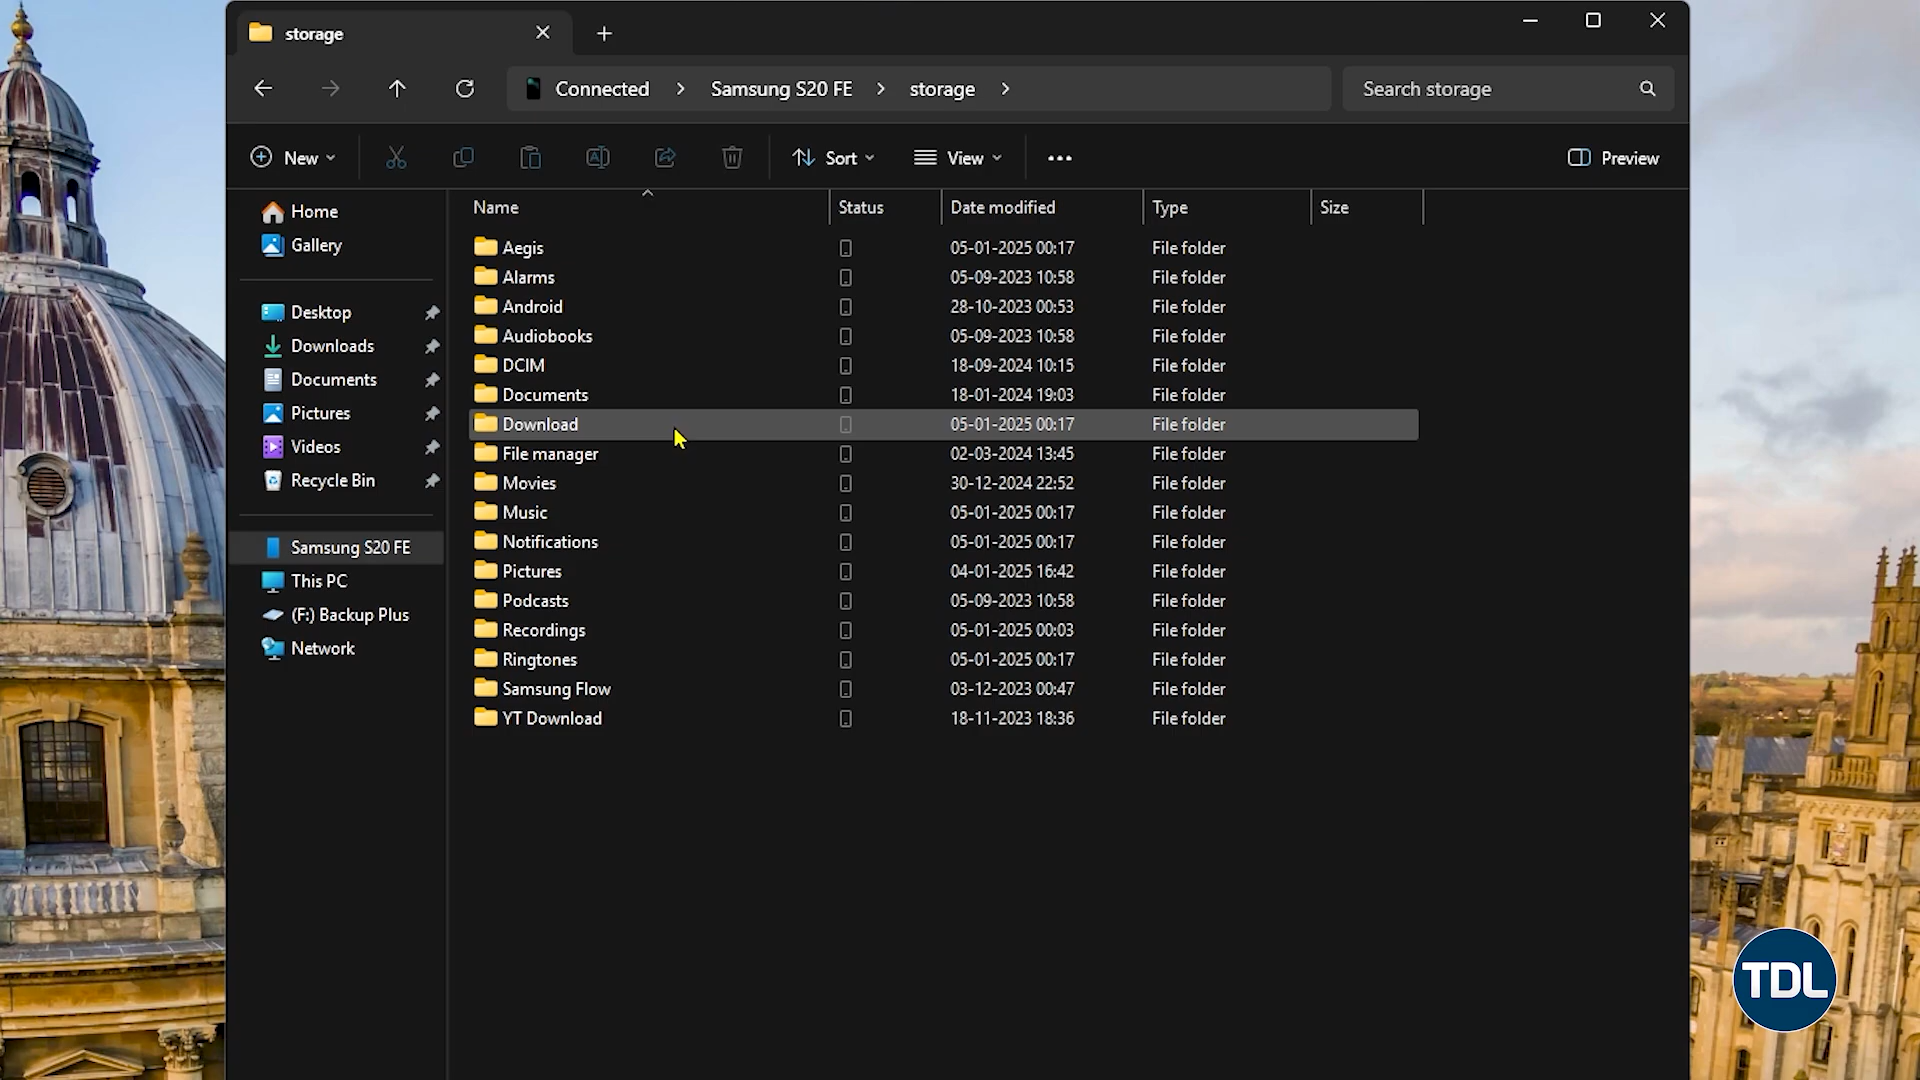 storage
Connected > Samsung S20 FE > storage >
Search storage
New
Sort
View
Preview
Name Status Date modified Type Size
Home
Gallery
Desktop
Downloads
Documents
Pictures
Videos
Recycle Bin
Samsung S20 FE
This PC
(F:) Backup Plus
Network
Aegis 05-01-2025 00:17 File folder
Alarms 05-09-2023 10:58 File folder
Android 28-10-2023 00:53 File folder
Audiobooks 05-09-2023 10:58 File folder
DCIM 18-09-2024 10:15 File folder
Documents 18-01-2024 19:03 File folder
Download 05-01-2025 00:17 File folder
File manager 02-03-2024 13:45 File folder
Movies 30-12-2024 22:52 File folder
Music 05-01-2025 00:17 File folder
Notifications 05-01-2025 00:17 File folder
Pictures 04-01-2025 16:42 File folder
Podcasts 05-09-2023 10:58 File folder
Recordings 05-01-2025 00:03 File folder
Ringtones 05-01-2025 00:17 File folder
Samsung Flow 03-12-2023 00:47 File folder
YT Download 18-11-2023 18:36 File folder
TDL